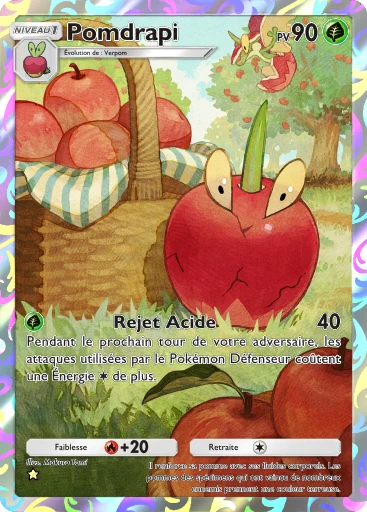 NIVEAU 1
Pomdrapi
PV 90
Évolution de : Verpom
Rejet Acide 40
Pendant le prochain tour de votre adversaire, les
attaques utilisées par le Pokémon Défenseur coûtent
une Énergie de plus.
Faiblesse +20
Retraite
Illus. Makura Tami
Il renforce sa pomme avec ses fluides corporels. Les
pommes des spécimens qui ont vaincu de nombreux
ennemis prennent une couleur terreuse.